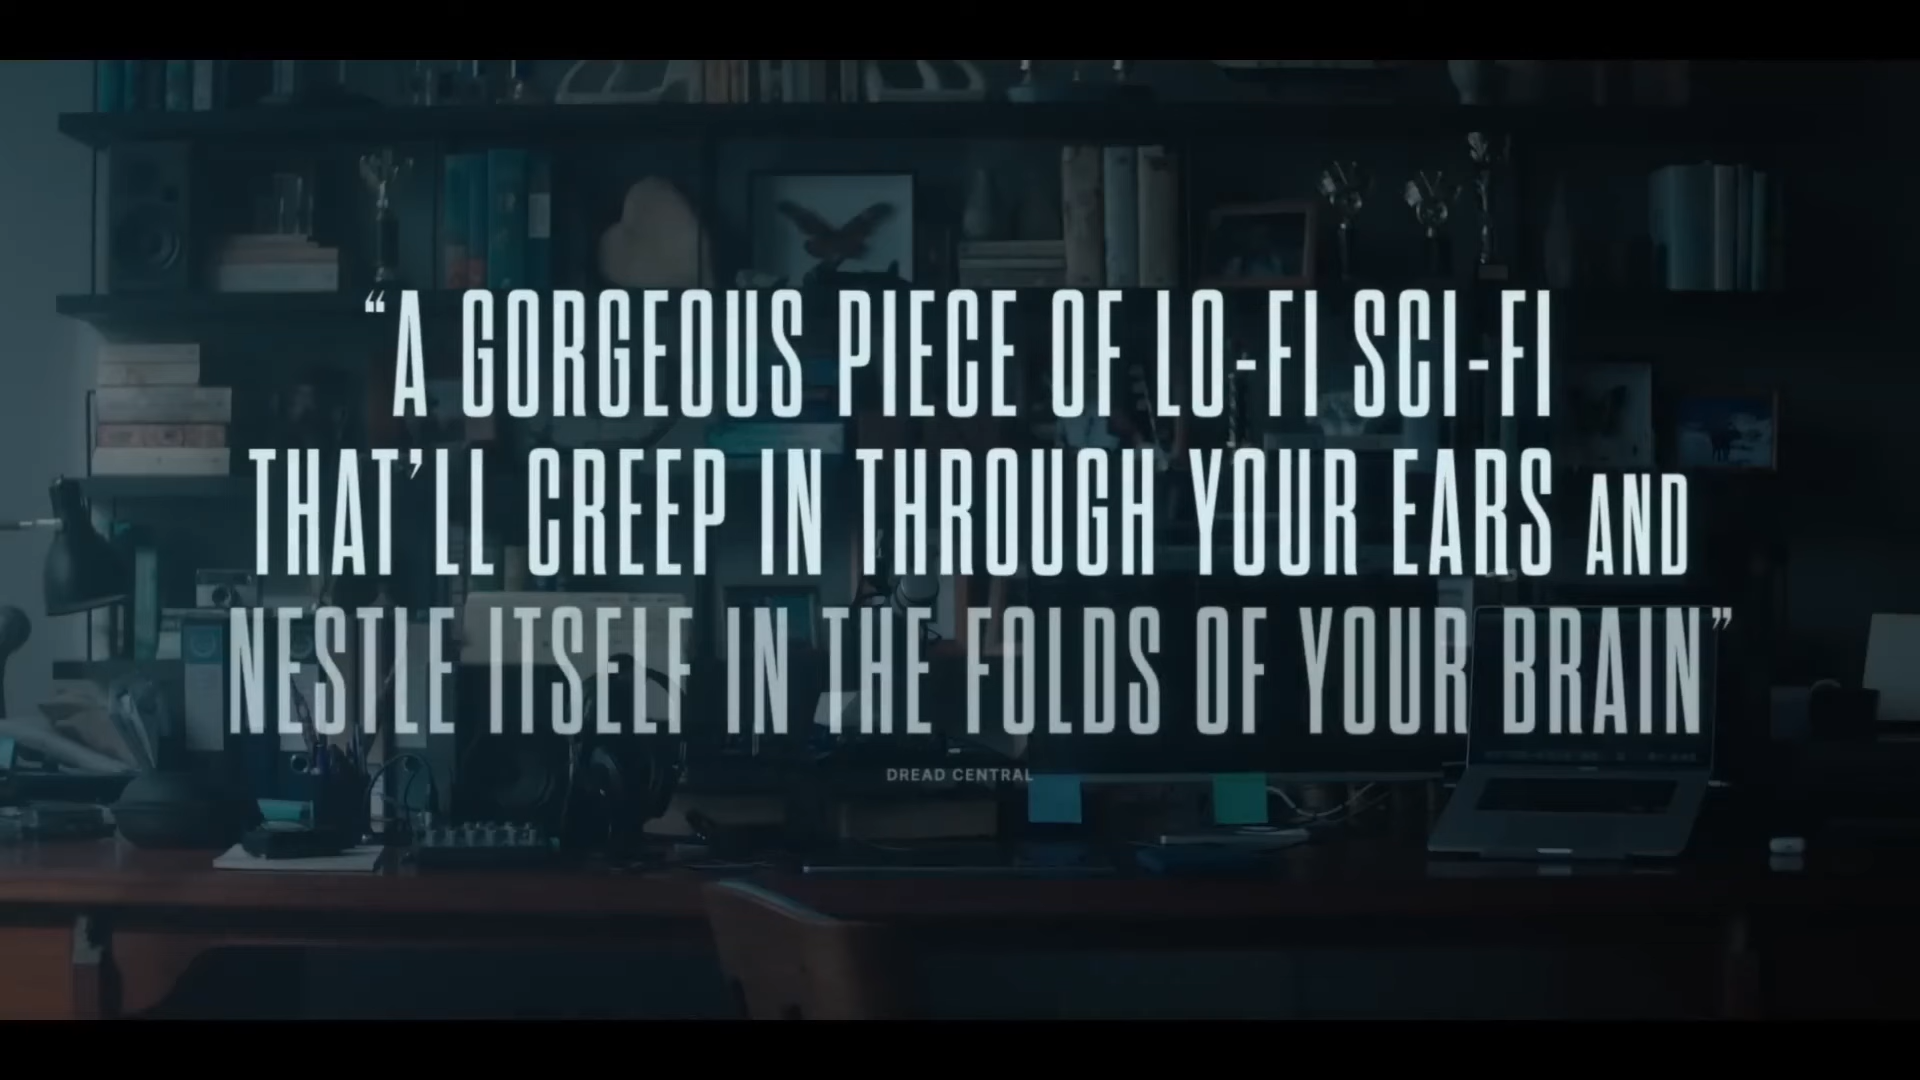 “A GORGEOUS PIECE OF LO-FI SCI-FI
THAT’LL CREEP IN THROUGH YOUR EARS AND
NESTLE ITSELF IN THE FOLDS OF YOUR BRAIN”
DREAD CENTRAL